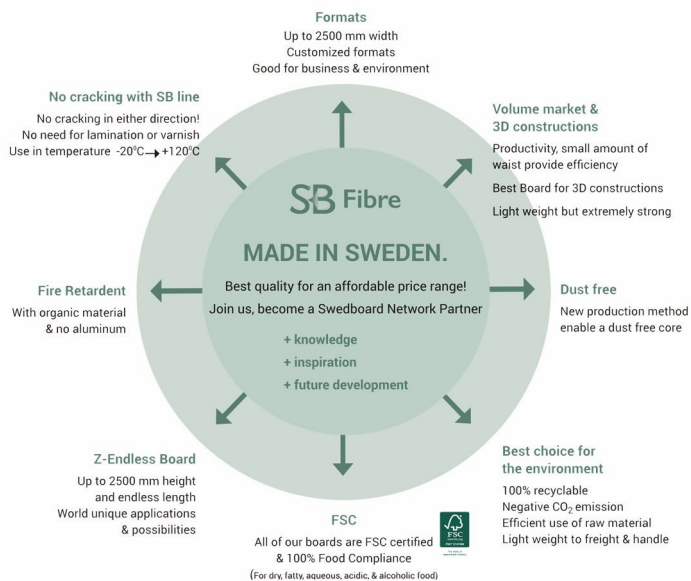 Formats
Up to 2500 mm width
Customized formats
Good for business & environment
No cracking with SB line
No cracking in either direction!
No need for lamination or varnish
Use in temperature -20°C → +120°C
Volume market &
3D constructions
Productivity, small amount of
waist provide efficiency
Best Board for 3D constructions
Light weight but extremely strong
SB Fibre
MADE IN SWEDEN.
Best quality for an affordable price range!
Join us, become a Swedboard Network Partner
+ knowledge
+ inspiration
+ future development
Fire Retardent
With organic material
& no aluminum
Dust free
New production method
enable a dust free core
Z-Endless Board
Up to 2500 mm height
and endless length
World unique applications
& possibilities
Best choice for
the environment
100% recyclable
Negative CO₂ emission
Efficient use of raw material
Light weight to freight & handle
FSC
All of our boards are FSC certified
& 100% Food Compliance
(For dry, fatty, aqueous, acidic, & alcoholic food)
FSC